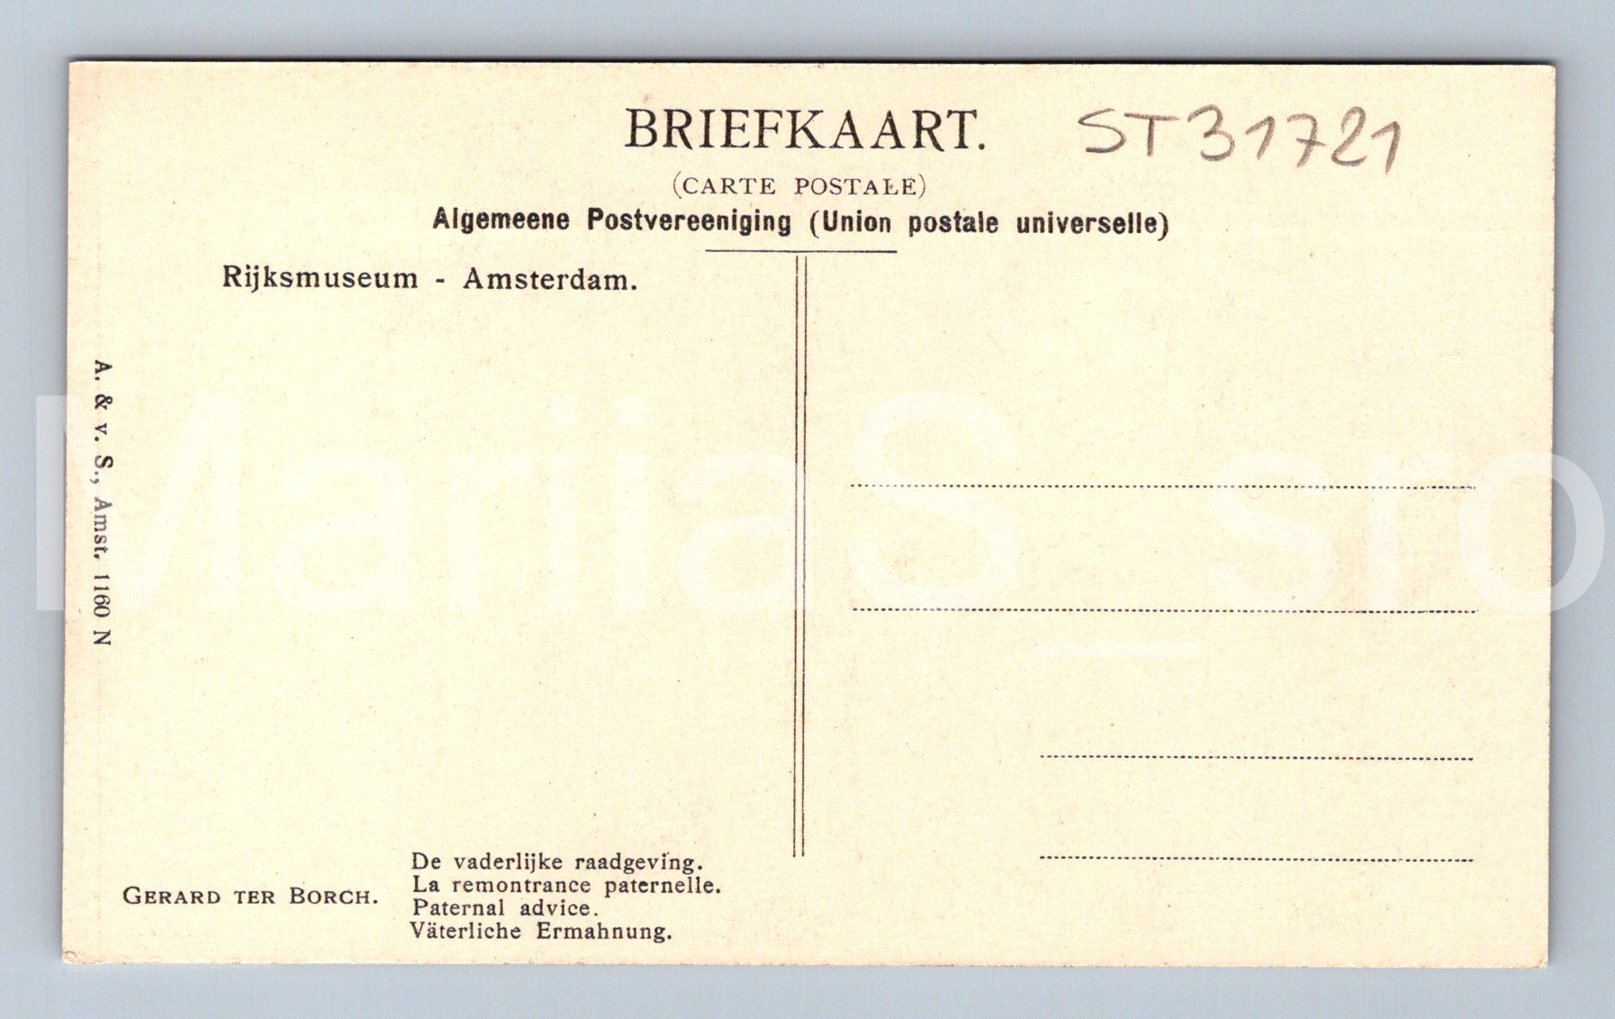 BRIEFKAART.
ST31721
(CARTE POSTALE)
Algemeene Postvereeniging (Union postale universelle)
Rijksmuseum - Amsterdam.
A. & v. S., Amst. 1160 N
MariiaS_sro
GERARD TER BORCH.
De vaderlijke raadgeving.
La remontrance paternelle.
Paternal advice.
Väterliche Ermahnung.